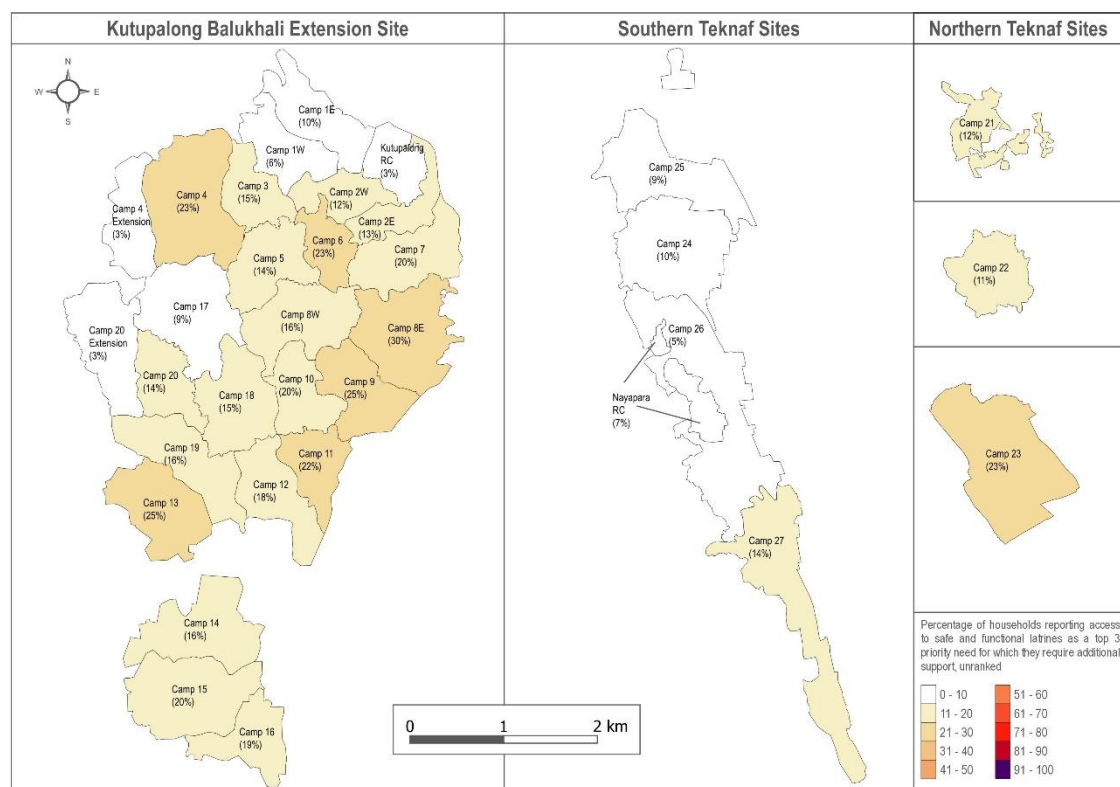 Kutupalong Balukhali Extension Site
Southern Teknaf Sites
Northern Teknaf Sites
N
W
E
S
Camp 1E
(10%)
Camp 1W
(6%)
Kutupalong
RC
(3%)
Camp 4
(23%)
Camp 3
(15%)
Camp 2W
(12%)
Camp 4
Extension
(3%)
Camp 2E
(13%)
Camp 6
(23%)
Camp 7
(20%)
Camp 5
(14%)
Camp 17
(9%)
Camp 8W
(16%)
Camp 8E
(30%)
Camp 20
Extension
(3%)
Camp 20
(14%)
Camp 18
(15%)
Camp 10
(20%)
Camp 9
(25%)
Camp 19
(16%)
Camp 11
(22%)
Camp 12
(18%)
Camp 13
(25%)
Camp 14
(16%)
Camp 15
(20%)
Camp 16
(19%)
Camp 25
(9%)
Camp 24
(10%)
Camp 26
(5%)
Nayapara
RC
(7%)
Camp 27
(14%)
0 1 2 km
Camp 21
(12%)
Camp 22
(11%)
Camp 23
(23%)
Percentage of households reporting access
to safe and functional latrines as a top 3
priority need for which they require additional
support, unranked
0 - 10
11 - 20
21 - 30
31 - 40
41 - 50
51 - 60
61 - 70
71 - 80
81 - 90
91 - 100